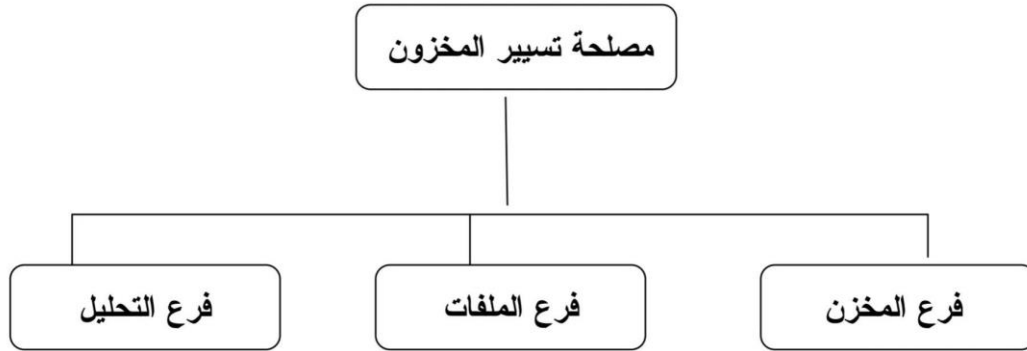 مصلحة تسيير المخزون
فرع المخزن
فرع الملفات
فرع التحليل